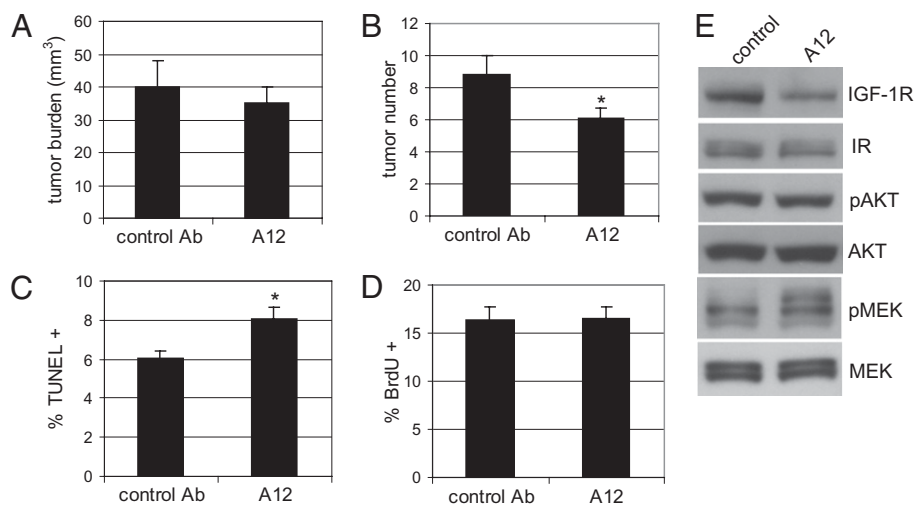 A
tumor burden (mm³)
60
50
40
30
20
10
0
control Ab A12
B
tumor number
12
10
8
6
4
2
0
*
control Ab A12
C
% TUNEL +
10
8
6
4
2
0
*
control Ab A12
D
% BrdU +
20
15
10
5
0
control Ab A12
E
control A12
IGF-1R
IR
pAKT
AKT
pMEK
MEK